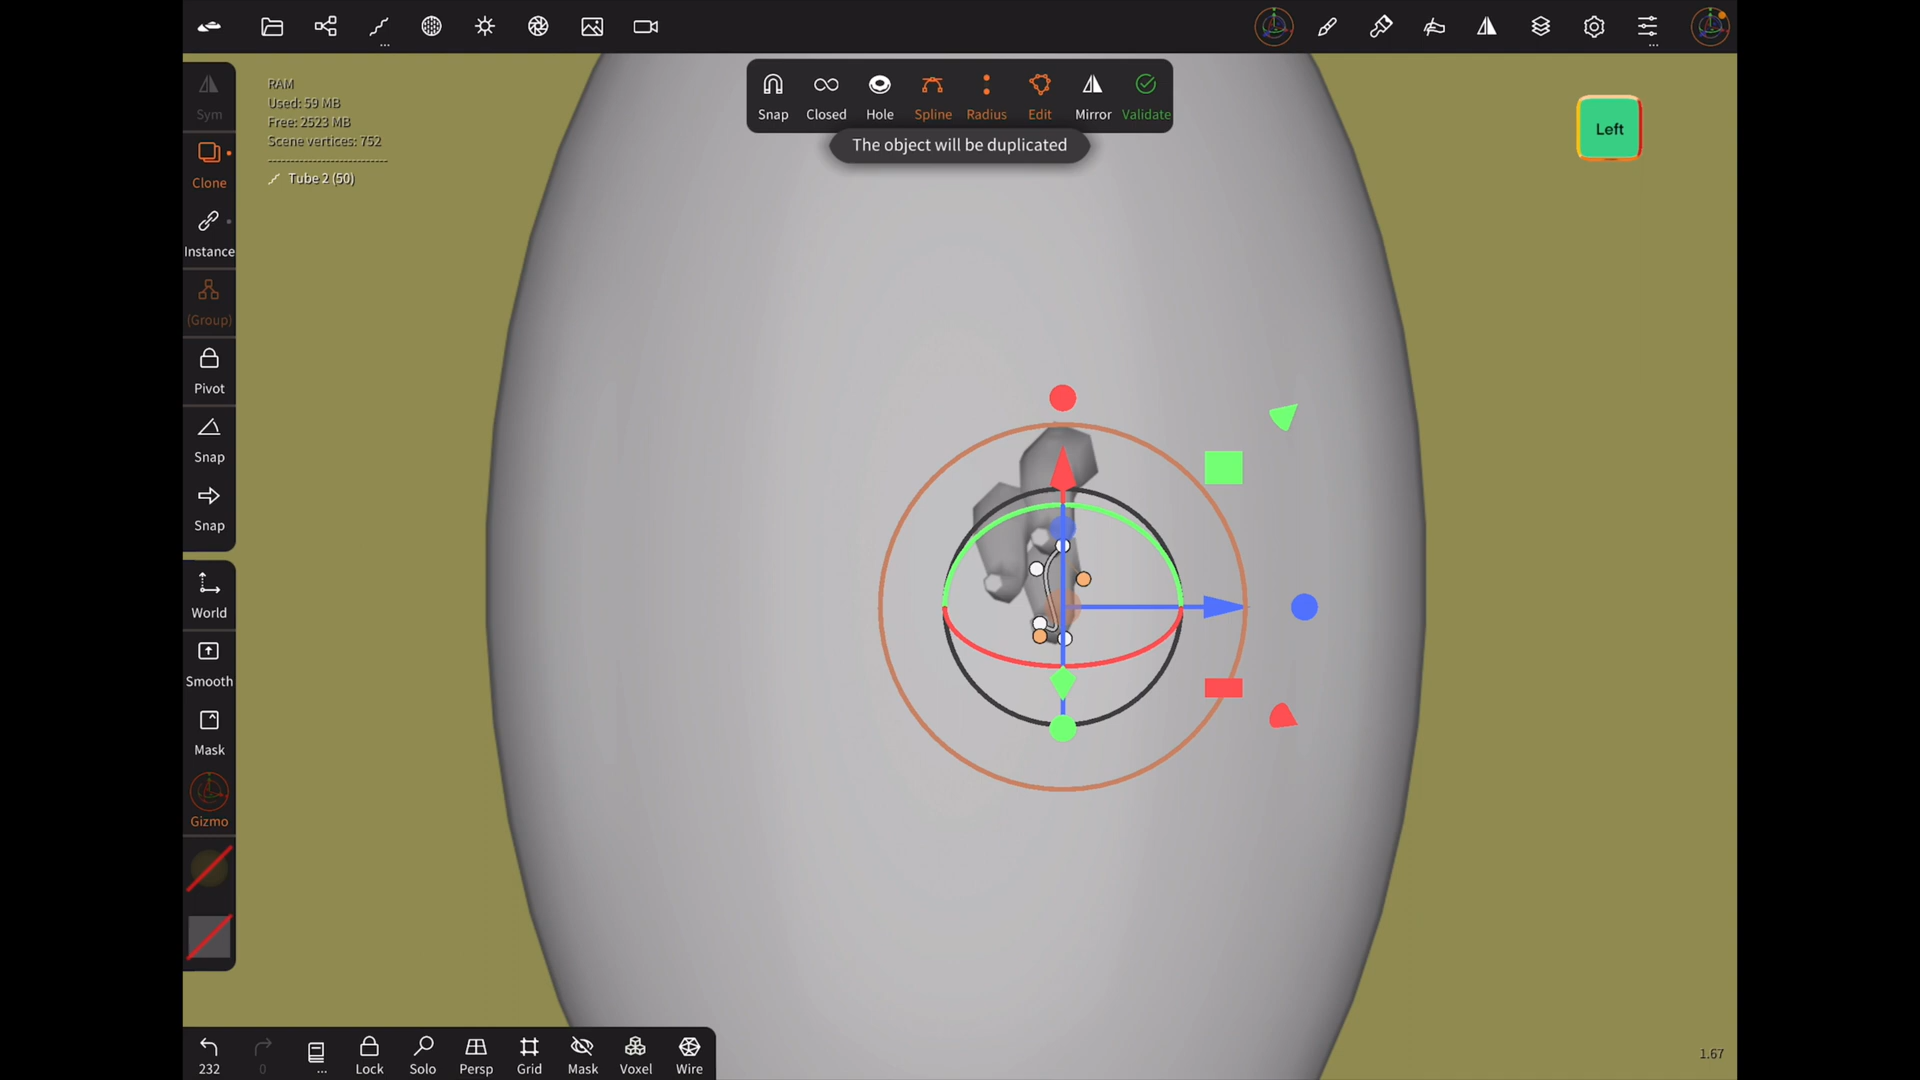 RAM
Used: 59 MB
Free: 2523 MB
Scene vertices: 752
Tube 2 (50)
Snap
Closed
Hole
Spline
Radius
Edit
Mirror
Validate
The object will be duplicated
Left
Sym
Clone
Instance
(Group)
Pivot
Snap
Snap
World
Smooth
Mask
Gizmo
232
0
...
Lock
Solo
Persp
Grid
Mask
Voxel
Wire
1.67